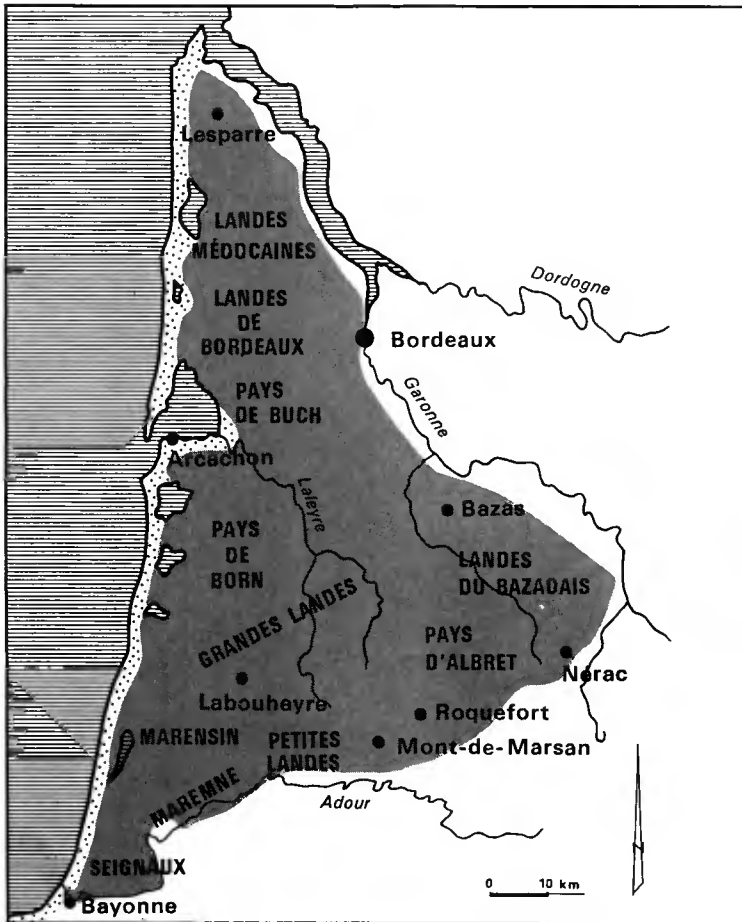 Lesparre
LANDES
MÉDOCAINES
Dordogne
LANDES
DE
BORDEAUX
Bordeaux
PAYS
DE BUCH
Garonne
Arcachon
Lafeyre
Bazas
PAYS
DE
BORN
LANDES
DU BAZADAIS
GRANDES LANDES
PAYS
D'ALBRET
Nérac
Labouheyre
Roquefort
MARENSIN
PETITES
LANDES
Mont-de-Marsan
MAREMNE
Adour
SEIGNAUX
0 10 km
Bayonne